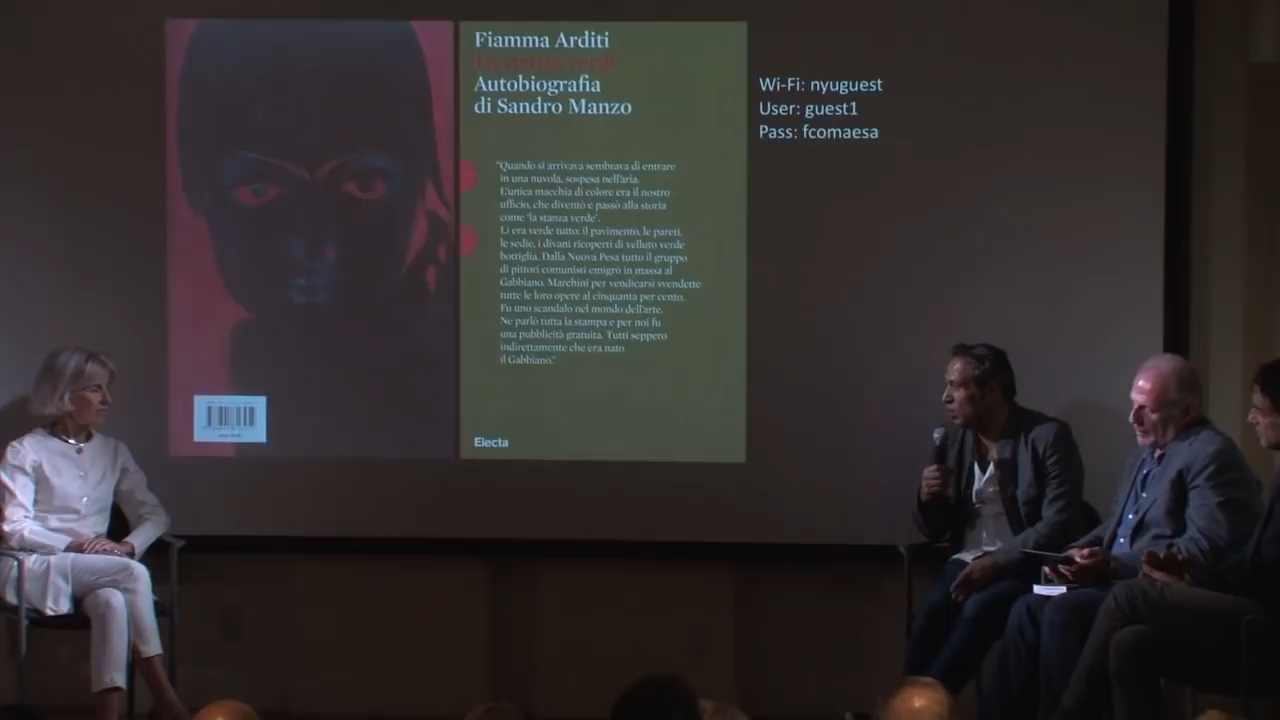 Fiamma Arditi
La stanza verde
Autobiografia
di Sandro Manzo
Wi-Fi: nyuguest
User: guest1
Pass: fcomaesa
“Quando si arrivava sembrava di entrare
in una nuvola, sospesa nell'aria.
L'unica macchia di colore era il nostro
ufficio, che diventò e passò alla storia
come ‘la stanza verde’.
Lì era verde tutto: il pavimento, le pareti,
le sedie, i divani ricoperti di velluto verde
bottiglia. Dalla Nuova Pesa tutto il gruppo
di pittori comunisti emigrò in massa al
Gabbiano. Marchini per vendicarsi svendette
tutte le loro opere al cinquanta per cento.
Fu uno scandalo nel mondo dell'arte.
Ne parlò tutta la stampa e per noi fu
una pubblicità gratuita. Tutti seppero
indirettamente che era nato
il Gabbiano.”
Electa